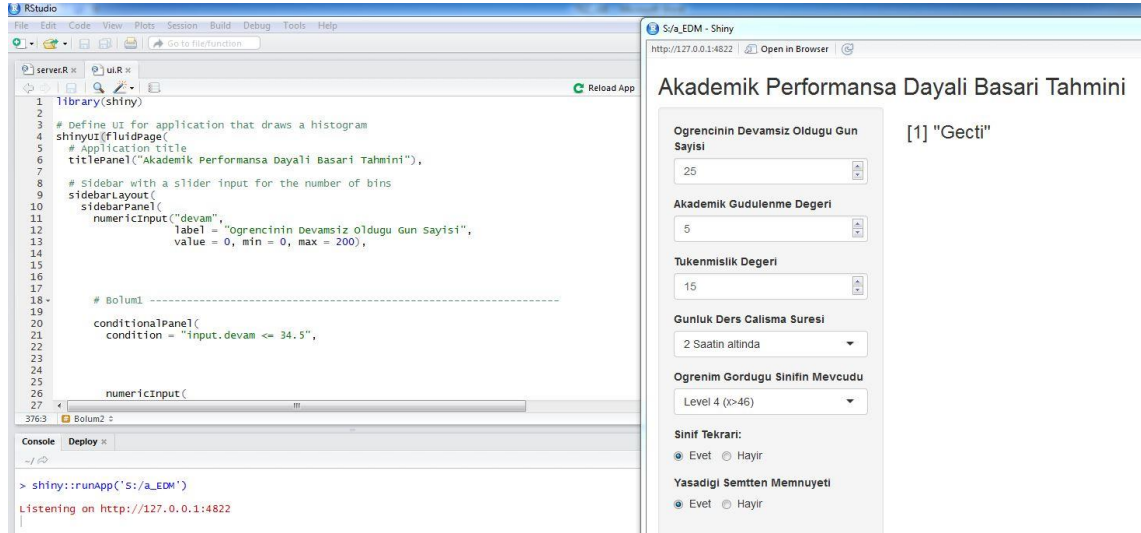 RStudio
File Edit Code View Plots Session Build Debug Tools Help
Go to file/function
server.R × ui.R ×
Reload App
1 library(shiny)
2
3 # Define UI for application that draws a histogram
4 shinyUI(fluidPage(
5 # Application title
6 titlePanel("Akademik Performansa Dayali Basari Tahmini"),
7
8 # Sidebar with a slider input for the number of bins
9 sidebarLayout(
10 sidebarPanel(
11 numericInput("devam",
12 label = "Ogrencinin Devamsiz Oldugu Gun Sayisi",
13 value = 0, min = 0, max = 200),
14
15
16
17
18 # Bolum1 ----------------------------------------------------------------
19
20 conditionalPanel(
21 condition = "input.devam <= 34.5",
22
23
24
25
26 numericInput(
27
376:3 Bolum2
Console Deploy ×
~/
> shiny::runApp('S:/a_EDM')
Listening on http://127.0.0.1:4822
S:/a_EDM - Shiny
http://127.0.0.1:4822 Open in Browser
Akademik Performansa Dayali Basari Tahmini
Ogrencinin Devamsiz Oldugu Gun
Sayisi
25
Akademik Gudulenme Degeri
5
Tukenmislik Degeri
15
Gunluk Ders Calisma Suresi
2 Saatin altinda
Ogrenim Gordugu Sinifin Mevcudu
Level 4 (x>46)
Sinif Tekrari:
Evet Hayir
Yasadigi Semtten Memnuyeti
Evet Hayir
[1] "Gecti"